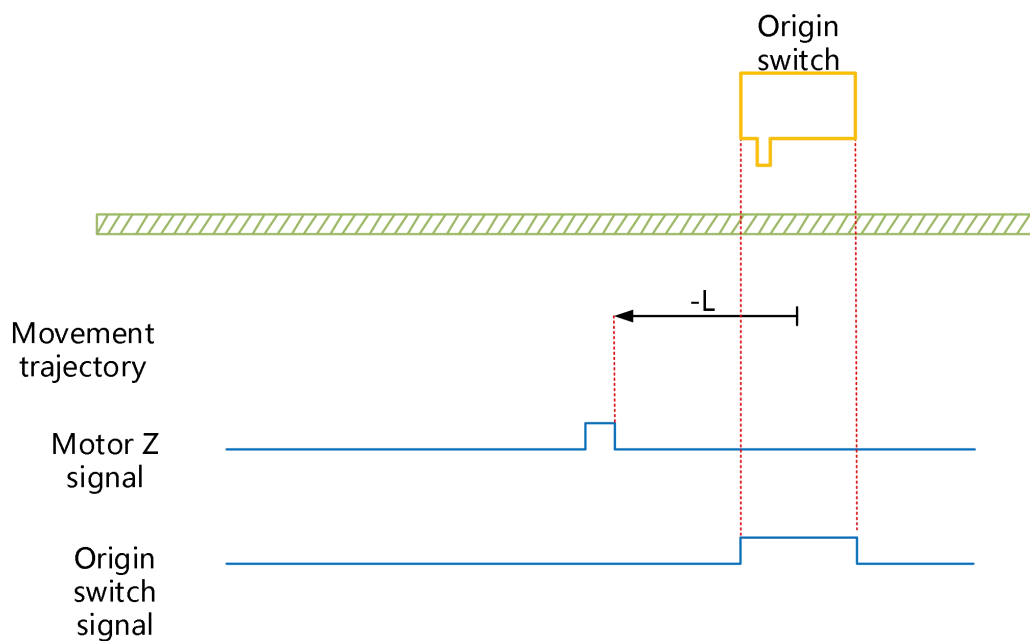 Origin
switch
-L
Movement
trajectory
Motor Z
signal
Origin
switch
signal